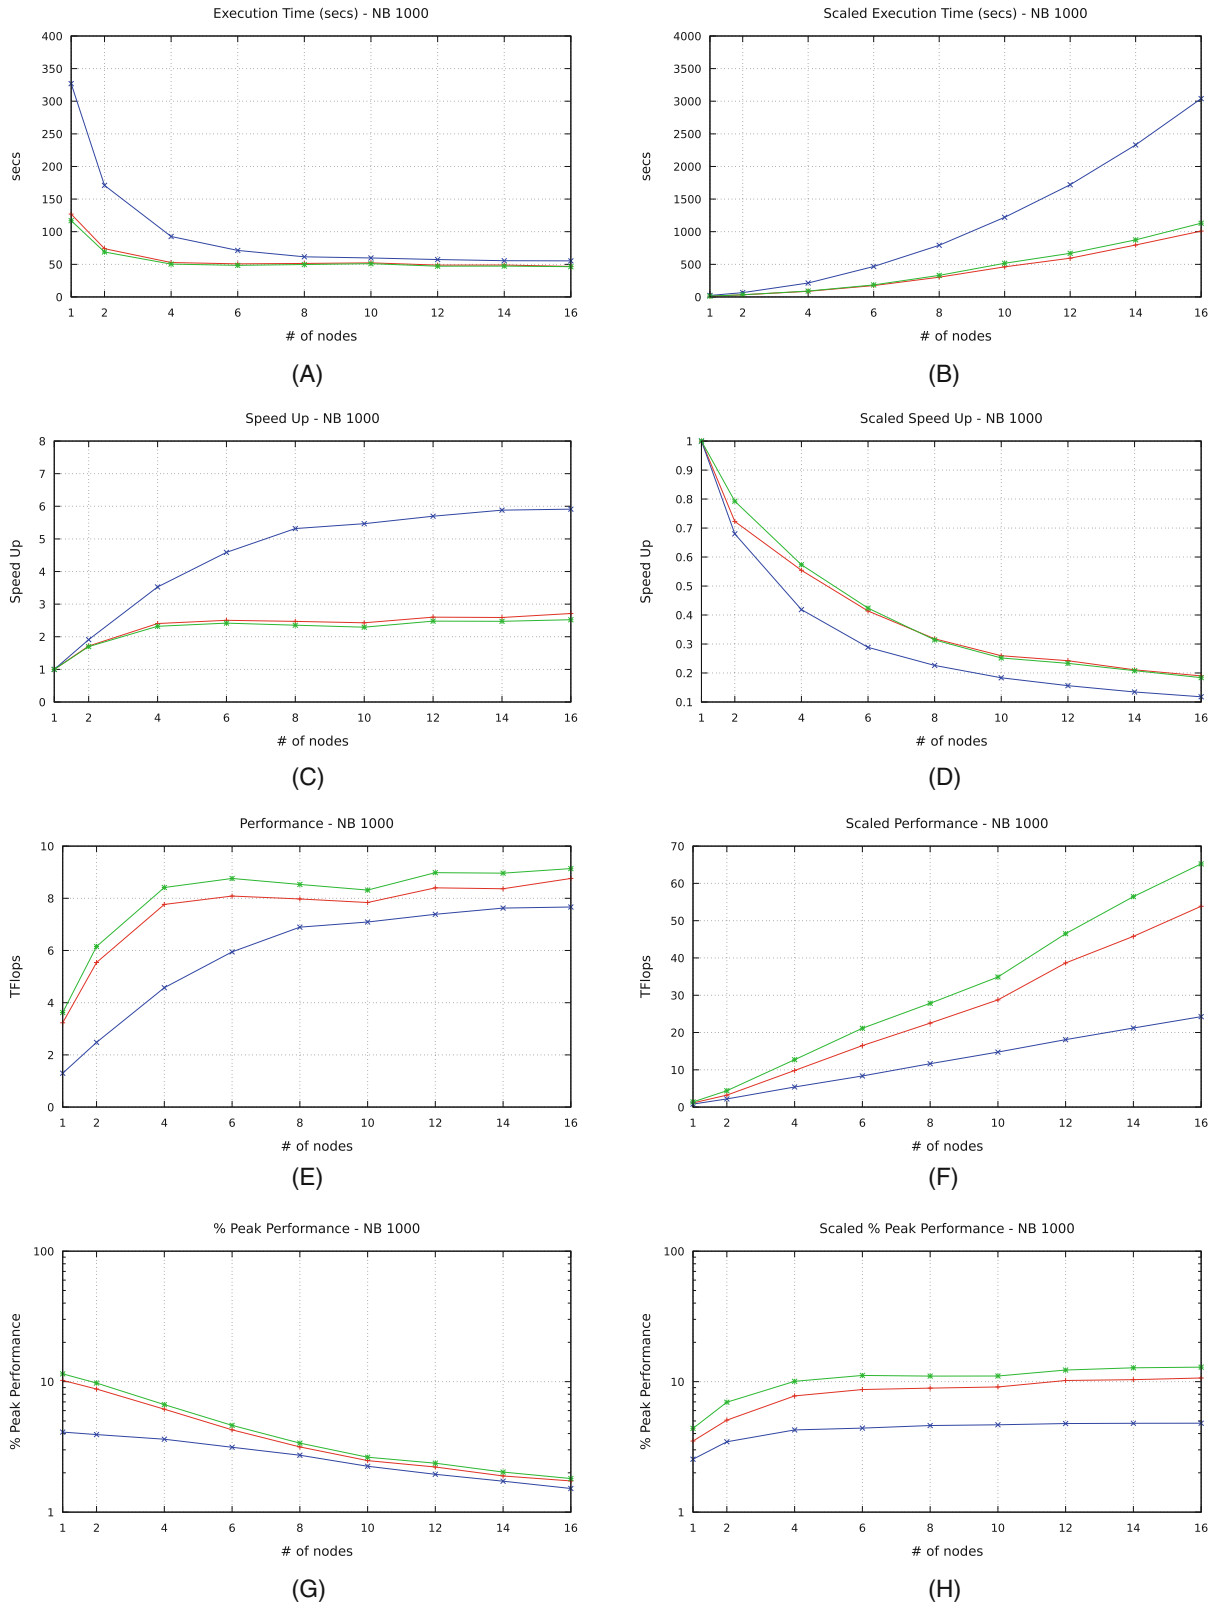 Execution Time (secs) - NB 1000
400
350
300
250
200
150
100
50
0
secs
1 2 4 6 8 10 12 14 16
# of nodes
(A)
Scaled Execution Time (secs) - NB 1000
4000
3500
3000
2500
2000
1500
1000
500
0
secs
1 2 4 6 8 10 12 14 16
# of nodes
(B)
Speed Up - NB 1000
8
7
6
5
4
3
2
1
0
Speed Up
1 2 4 6 8 10 12 14 16
# of nodes
(C)
Scaled Speed Up - NB 1000
1
0.9
0.8
0.7
0.6
0.5
0.4
0.3
0.2
0.1
Speed Up
1 2 4 6 8 10 12 14 16
# of nodes
(D)
Performance - NB 1000
10
8
6
4
2
0
TFlops
1 2 4 6 8 10 12 14 16
# of nodes
(E)
Scaled Performance - NB 1000
70
60
50
40
30
20
10
0
TFlops
1 2 4 6 8 10 12 14 16
# of nodes
(F)
% Peak Performance - NB 1000
100
10
1
% Peak Performance
1 2 4 6 8 10 12 14 16
# of nodes
(G)
Scaled % Peak Performance - NB 1000
100
10
1
% Peak Performance
1 2 4 6 8 10 12 14 16
# of nodes
(H)